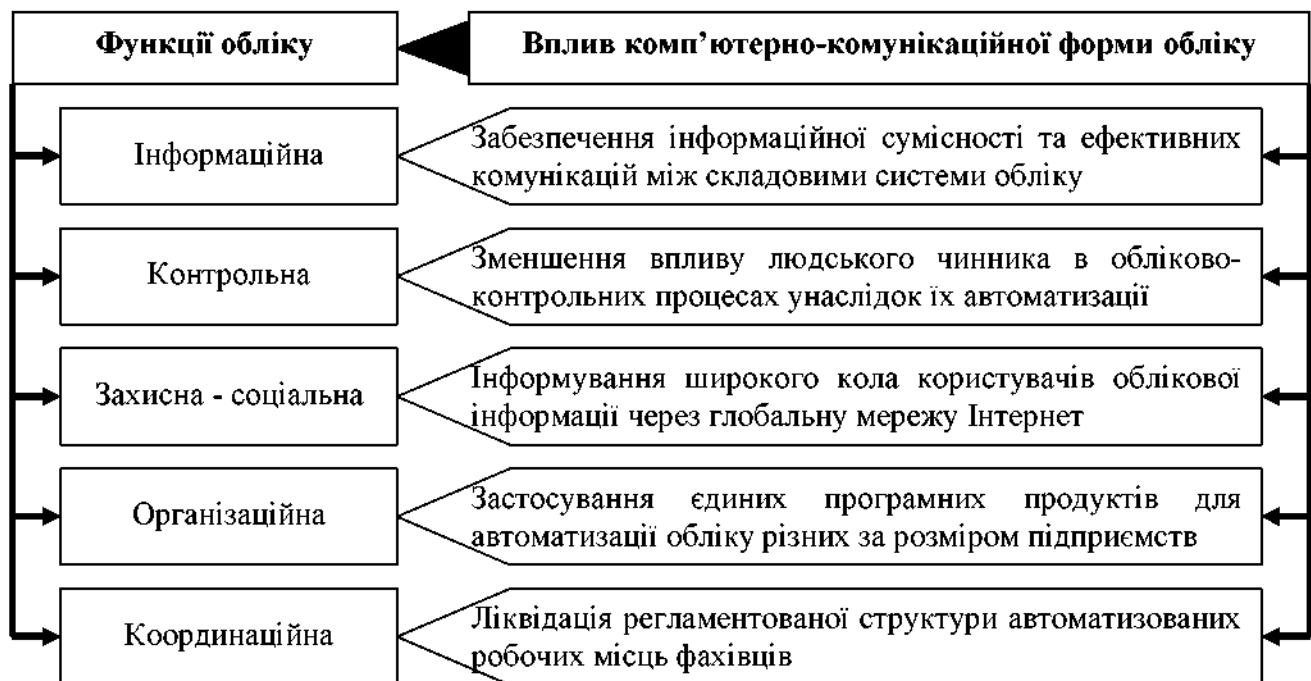 Функції обліку
Вплив комп’ютерно-комунікаційної форми обліку
Інформаційна
Забезпечення інформаційної сумісності та ефективних
комунікацій між складовими системи обліку
Контрольна
Зменшення впливу людського чинника в обліково-
контрольних процесах унаслідок їх автоматизації
Захисна - соціальна
Інформування широкого кола користувачів облікової
інформації через глобальну мережу Інтернет
Організаційна
Застосування єдиних програмних продуктів для
автоматизації обліку різних за розміром підприємств
Координаційна
Ліквідація регламентованої структури автоматизованих
робочих місць фахівців